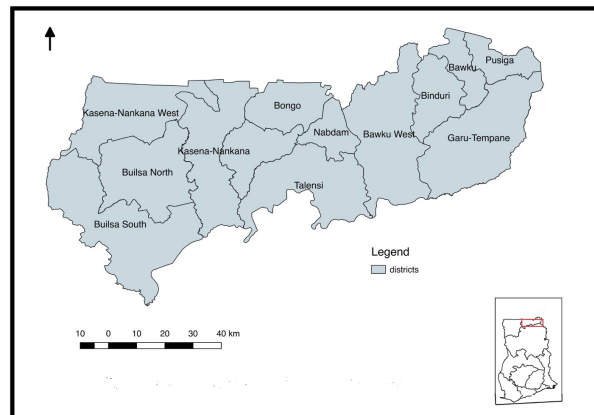 Pusiga
Bawku
Kasena-Nankana West
Bongo
Binduri
Nabdam
Bawku West
Garu-Tempane
Kasena-Nankana
Builsa North
Talensi
Builsa South
Legend
districts
10 0 10 20 30 40 km